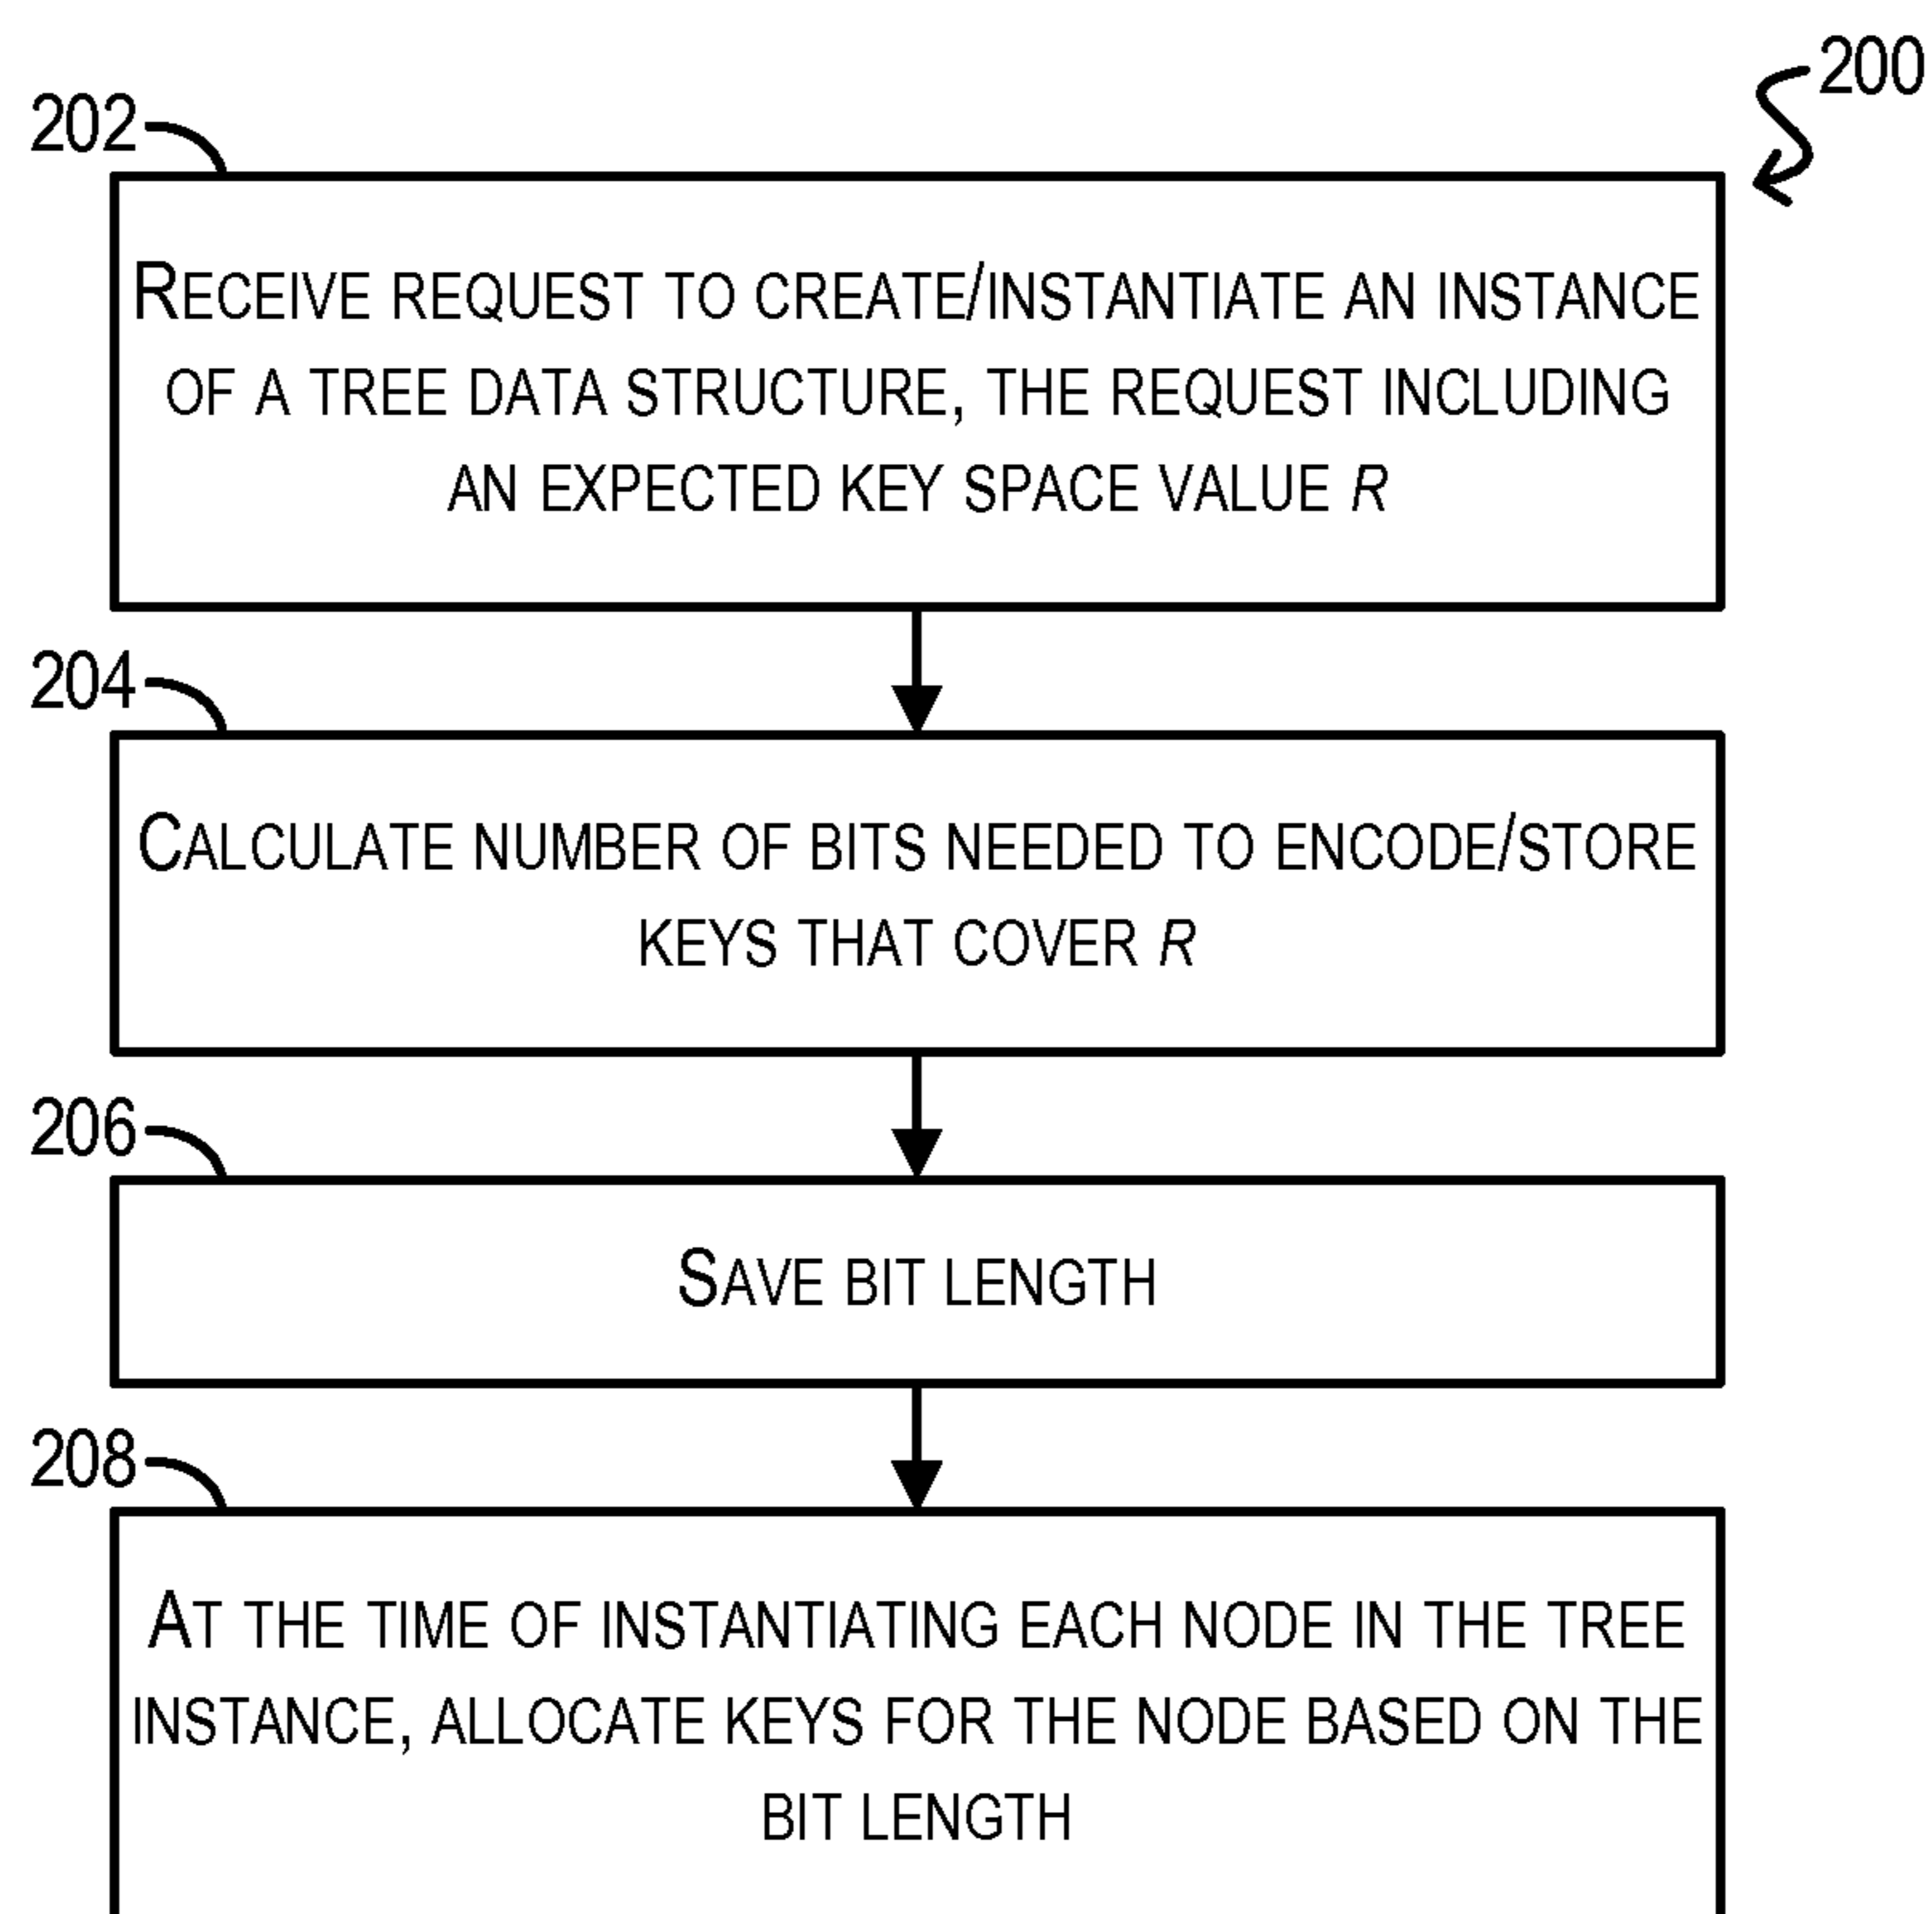 200
202
RECEIVE REQUEST TO CREATE/INSTANTIATE AN INSTANCE
OF A TREE DATA STRUCTURE, THE REQUEST INCLUDING
AN EXPECTED KEY SPACE VALUE R
204
CALCULATE NUMBER OF BITS NEEDED TO ENCODE/STORE
KEYS THAT COVER R
206
SAVE BIT LENGTH
208
AT THE TIME OF INSTANTIATING EACH NODE IN THE TREE
INSTANCE, ALLOCATE KEYS FOR THE NODE BASED ON THE
BIT LENGTH